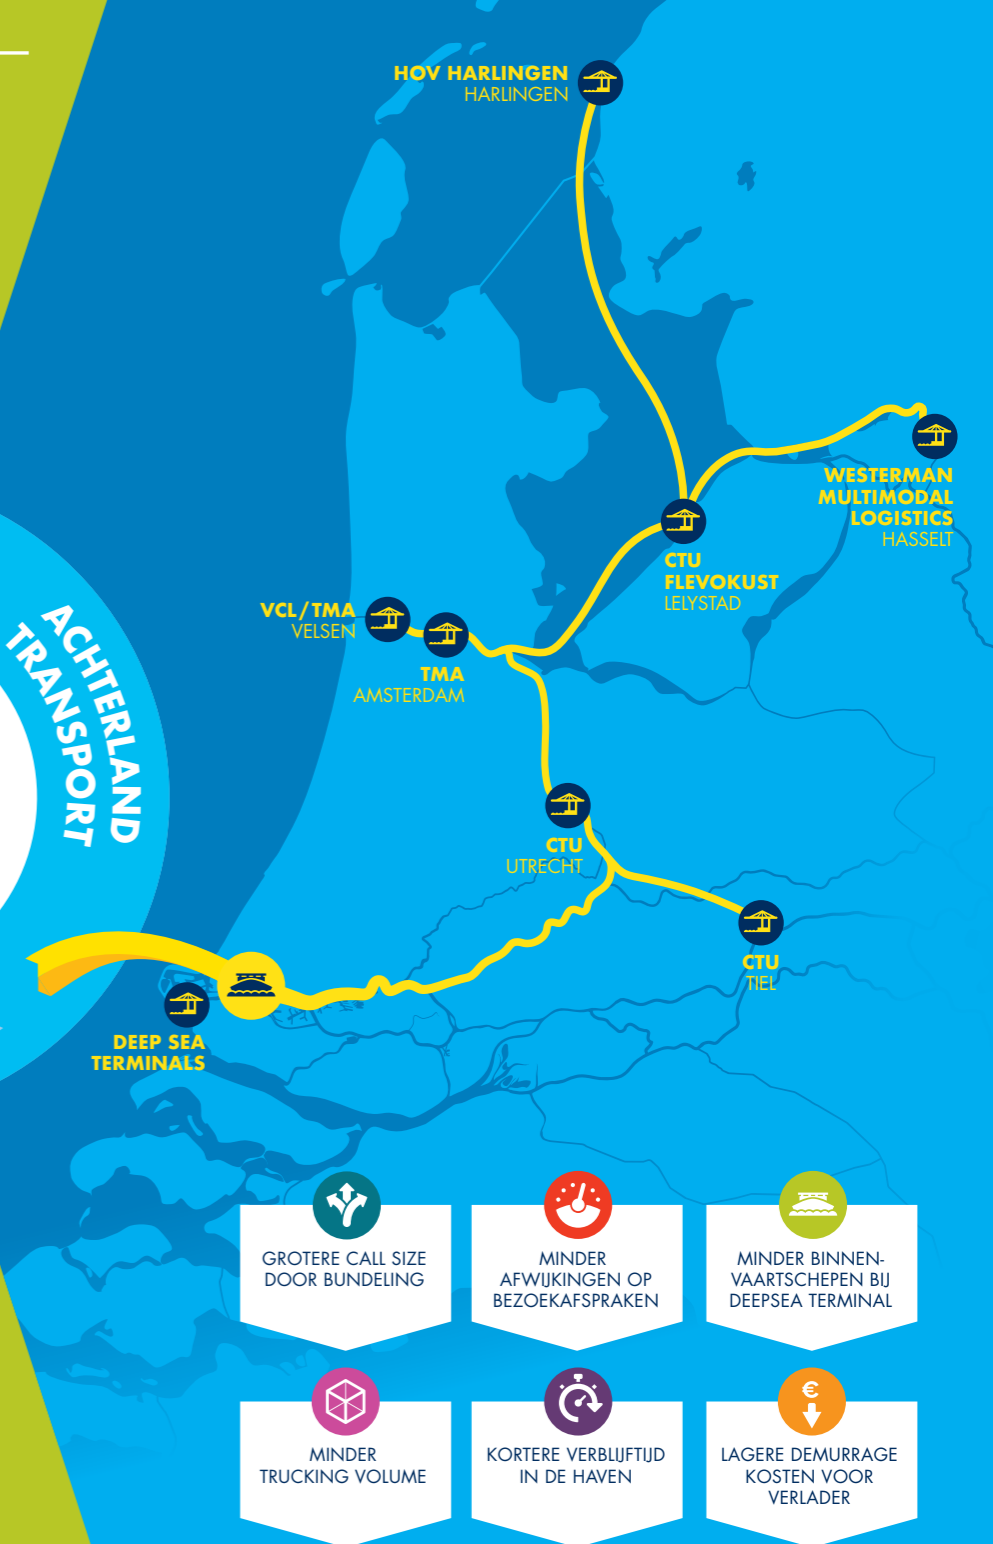 HOV HARLINGEN
HARLINGEN
WESTERMAN
MULTIMODAL
LOGISTICS
HASSELT
CTU
FLEVOKUST
LELYSTAD
VCL/TMA
VELSEN
TMA
AMSTERDAM
ACHTERLAND
TRANSPORT
CTU
UTRECHT
CTU
TIEL
DEEP SEA
TERMINALS
GROTERE CALL SIZE
DOOR BUNDELING
MINDER
AFWIJKINGEN OP
BEZOEKAFSPRAKEN
MINDER BINNEN-
VAARTSCHEPEN BIJ
DEEPSEA TERMINAL
MINDER
TRUCKING VOLUME
KORTERE VERBLIJFTIJD
IN DE HAVEN
€
LAGERE DEMURRAGE
KOSTEN VOOR
VERLADER